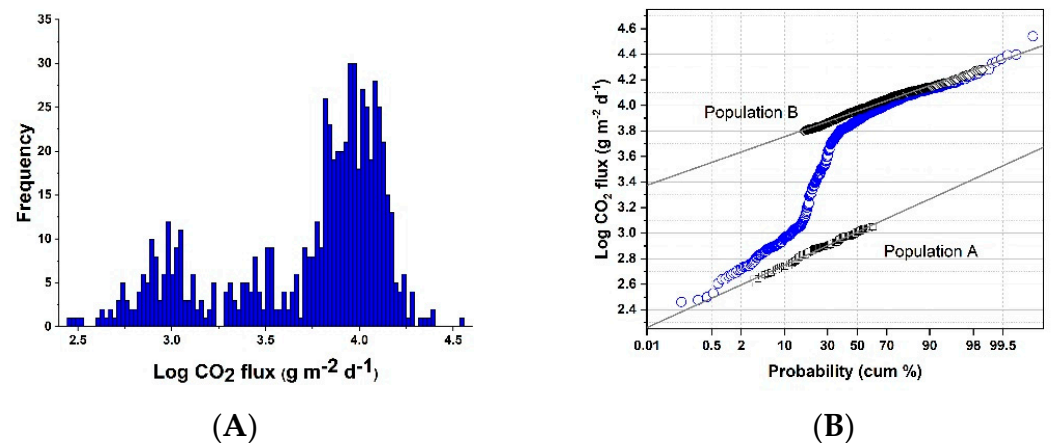 35
30
25
20
15
10
5
0
Frequency
2.5 3.0 3.5 4.0 4.5
Log CO2 flux (g m-2 d-1)
(A)
4.6
4.2
4.0
3.8
3.6
3.4
3.2
3.0
2.8
2.6
2.4
Log CO2 flux (g m-2 d-1)
Population B
Population A
0.01 0.5 2 10 30 50 70 90 98 99.5
Probability (cum %)
(B)